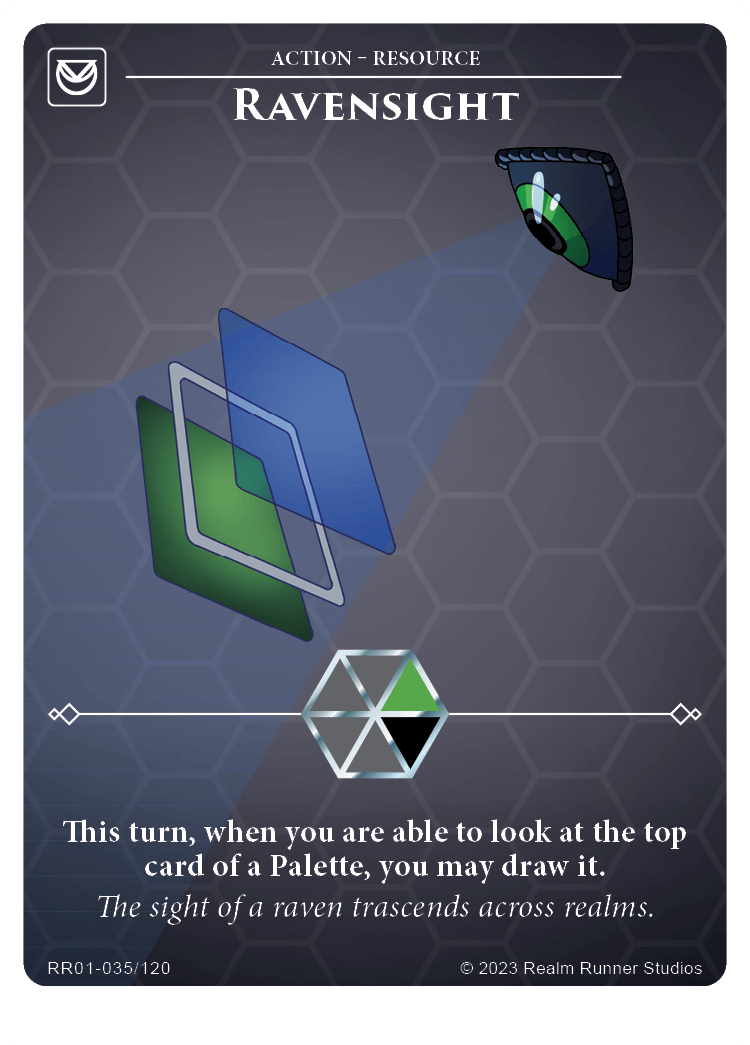 ACTION – RESOURCE
RAVENSIGHT
This turn, when you are able to look at the top
card of a Palette, you may draw it.
The sight of a raven trascends across realms.
RR01-035/120
© 2023 Realm Runner Studios